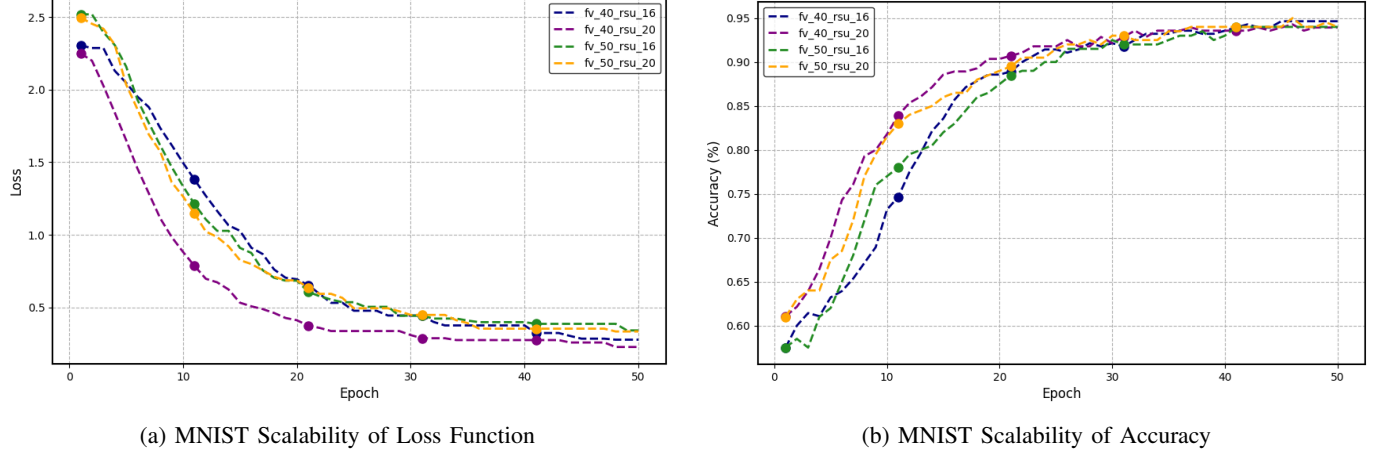 2.5
2.0
1.5
1.0
0.5
Loss
0
10
20
30
40
50
Epoch
fv_40_rsu_16
fv_40_rsu_20
fv_50_rsu_16
fv_50_rsu_20
(a) MNIST Scalability of Loss Function
0.95
0.90
0.85
0.80
0.75
0.70
0.65
0.60
Accuracy (%)
0
10
20
30
40
50
Epoch
fv_40_rsu_16
fv_40_rsu_20
fv_50_rsu_16
fv_50_rsu_20
(b) MNIST Scalability of Accuracy